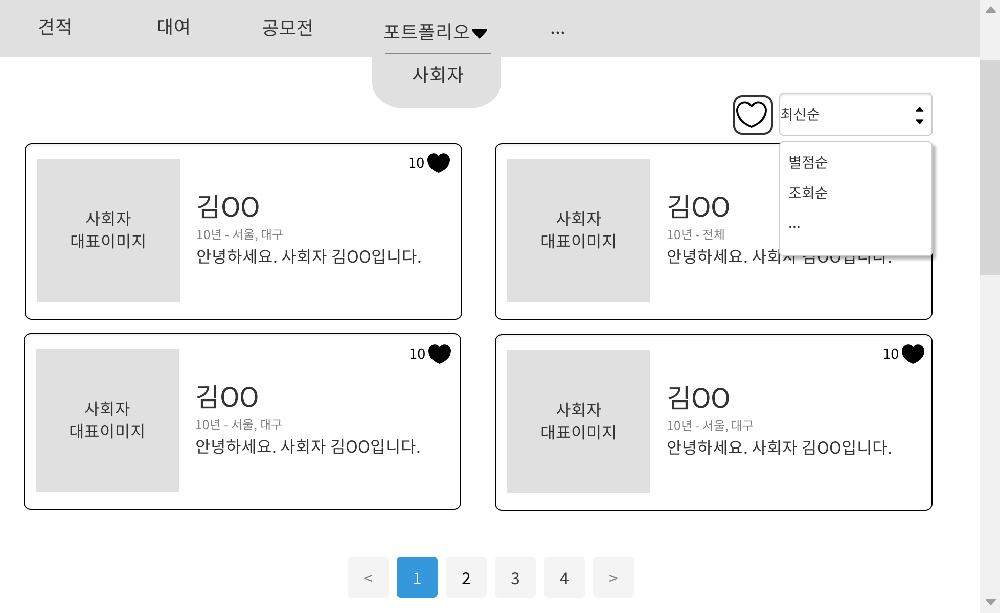 견적
대여
공모전
포트폴리오
...
사회자
최신순
별점순
조회순
...
사회자
대표이미지
10
김OO
10년 - 서울, 대구
안녕하세요. 사회자 김OO입니다.
사회자
대표이미지
김OO
10년 - 전체
안녕하세요. 사회자 김OO입니다.
사회자
대표이미지
10
김OO
10년 - 서울, 대구
안녕하세요. 사회자 김OO입니다.
사회자
대표이미지
10
김OO
10년 - 서울, 대구
안녕하세요. 사회자 김OO입니다.
< 1 2 3 4 >